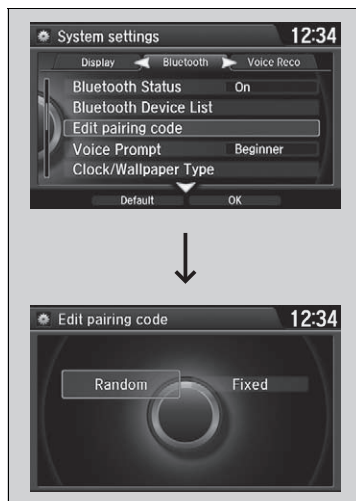 System settings 12:34
Display Bluetooth Voice Reco
Bluetooth Status On
Bluetooth Device List
Edit pairing code
Voice Prompt Beginner
Clock/Wallpaper Type
Default OK
Edit pairing code 12:34
Random Fixed